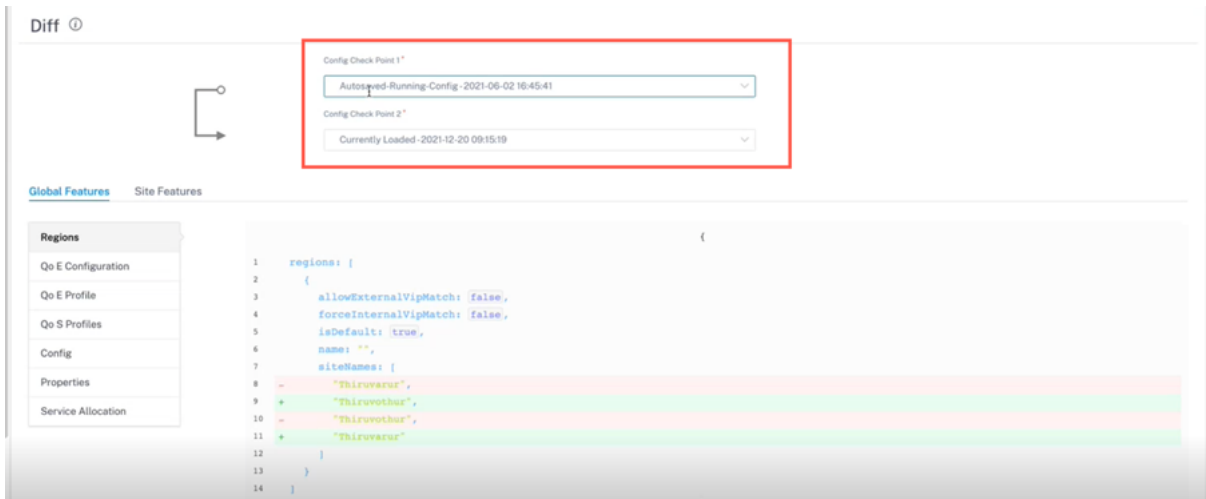 Diff
Config Check Point 1*
Autosaved-Running-Config-2021-06-02 16:45:41
Config Check Point 2*
Currently Loaded-2021-12-20 09:15:19
Global Features Site Features
Regions
Qo E Configuration
Qo E Profile
Qo S Profiles
Config
Properties
Service Allocation
{
1 regions: [
2 {
3 allowExternalVipMatch: false,
4 forceInternalVipMatch: false,
5 isDefault: true,
6 name: "",
7 siteNames: [
8 - "Thiruvarur",
9 + "Thiruvothur",
10 - "Thiruvothur",
11 + "Thiruvarur"
12 ]
13 }
14 ]